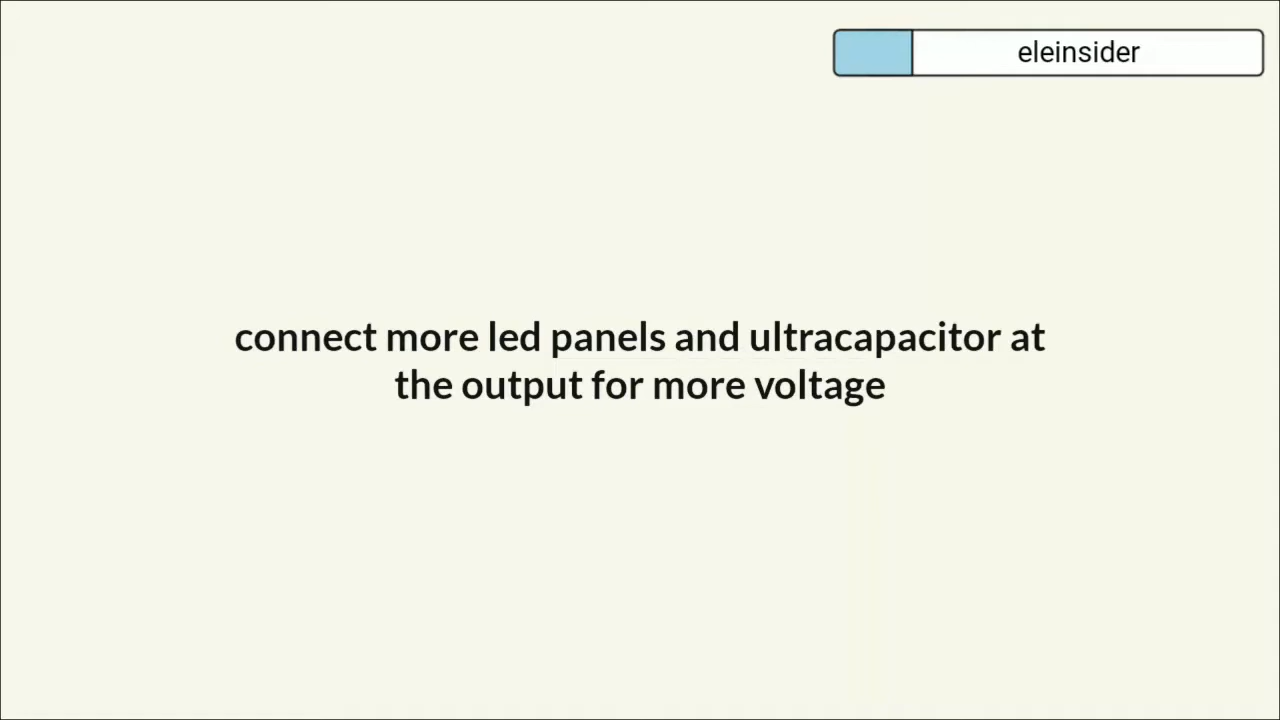 eleinsider
connect more led panels and ultracapacitor at
the output for more voltage